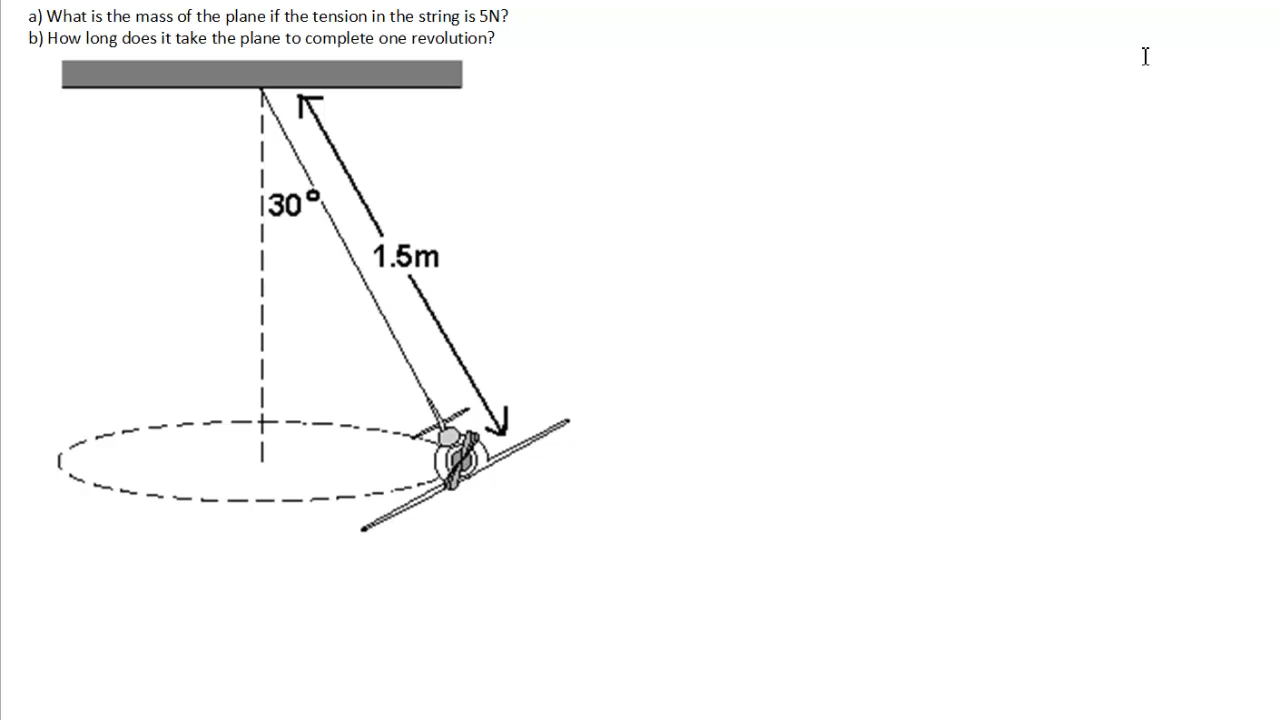 a) What is the mass of the plane if the tension in the string is 5N?
b) How long does it take the plane to complete one revolution?
30°
1.5m